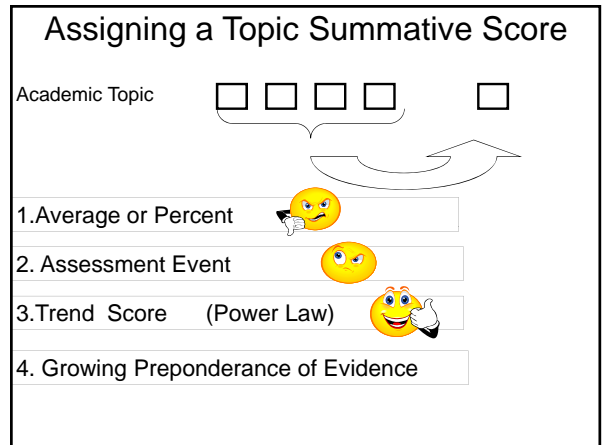 Assigning a Topic Summative Score
Academic Topic
1.Average or Percent
2. Assessment Event
3.Trend Score (Power Law)
4. Growing Preponderance of Evidence